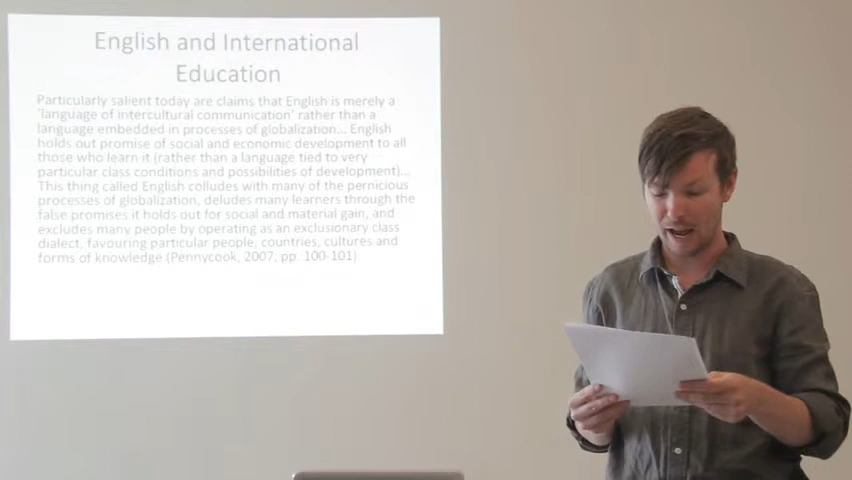 English and International
Education
Particularly salient today are claims that English is merely a
'language of intercultural communication' rather than a
language embedded in processes of globalization... English
holds out promise of social and economic development to all
those who learn it (rather than a language tied to very
particular class conditions and possibilities of development)...
This thing called English colludes with many of the pernicious
processes of globalization, deludes many learners through the
false promises it holds out for social and material gain, and
excludes many people by operating as an exclusionary class
dialect, favouring particular people, countries, cultures and
forms of knowledge (Pennycook, 2007, pp. 100-101)